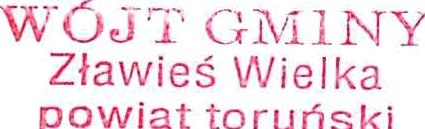 WÓJT GMINY
Zławieś Wielka
powiat toruński